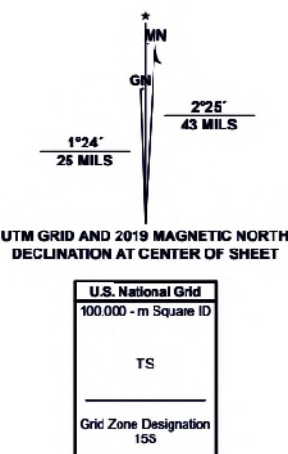 ★
MN
GN
2°25´
43 MILS
1°24´
25 MILS
UTM GRID AND 2019 MAGNETIC NORTH
DECLINATION AT CENTER OF SHEET
U.S. National Grid
100,000 - m Square ID
TS
Grid Zone Designation
15S